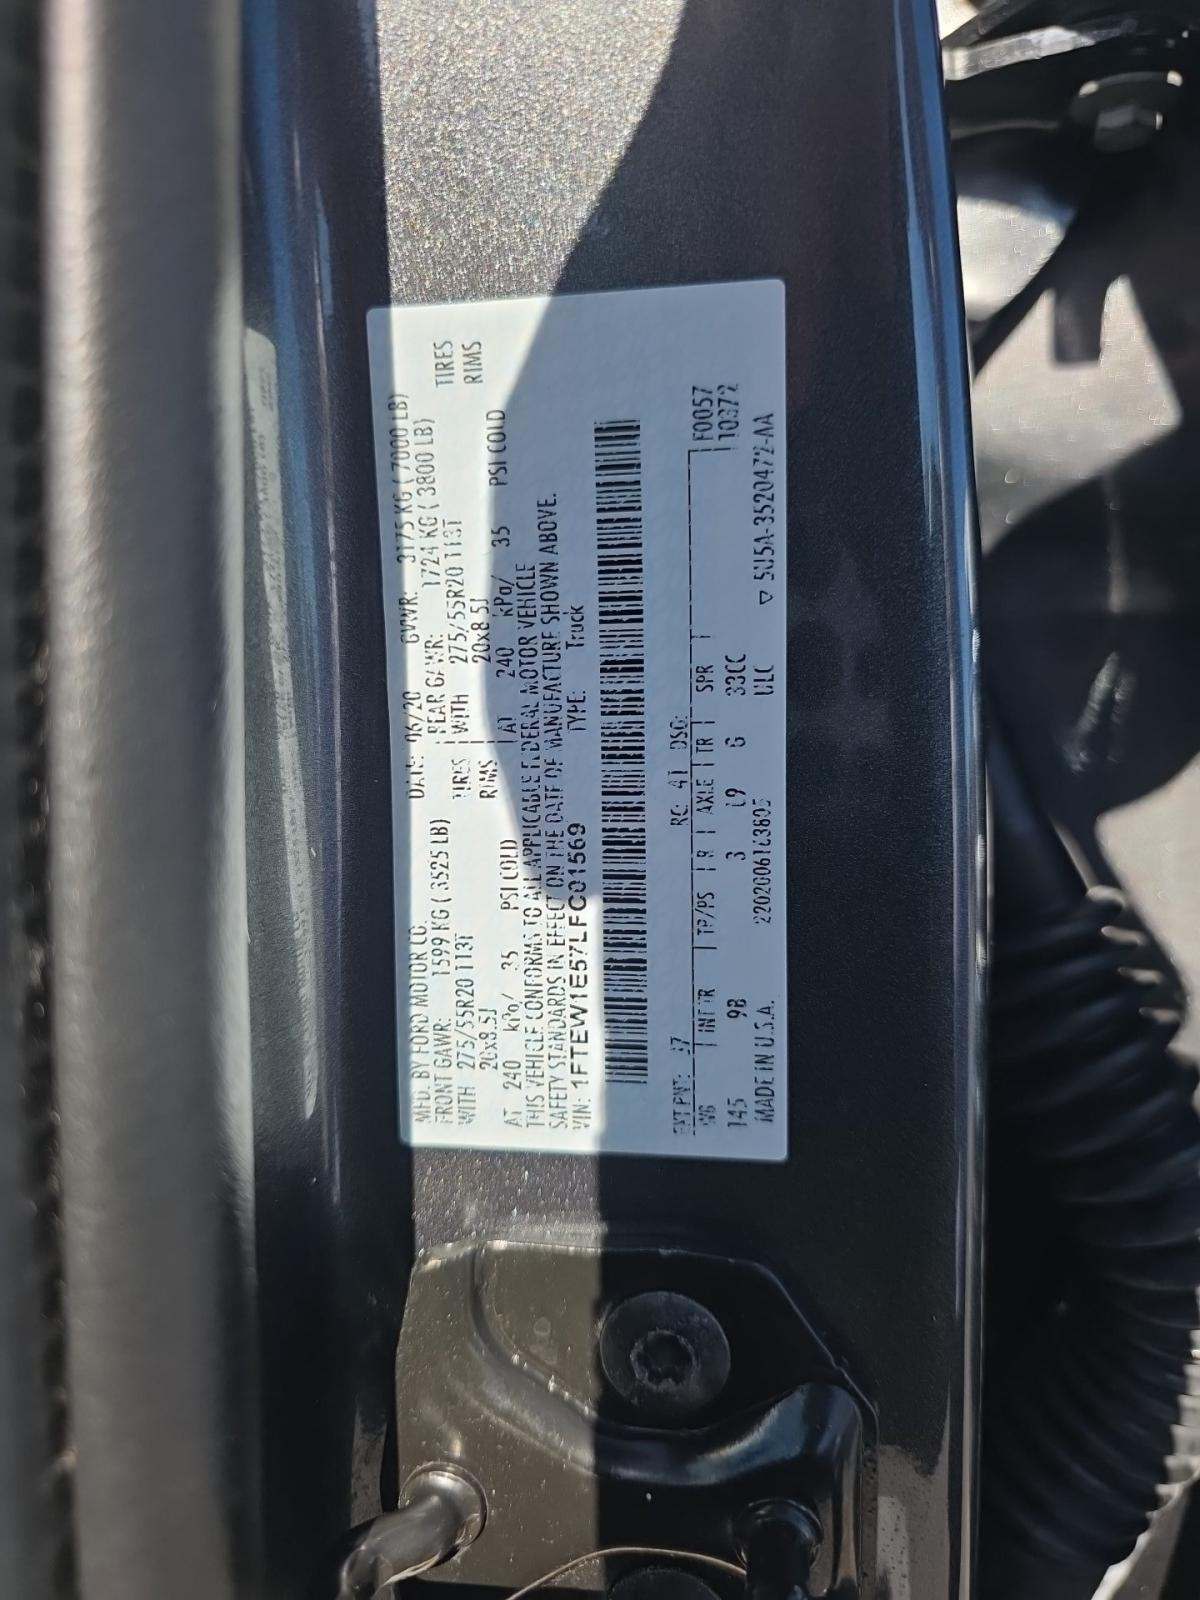 MFD. BY FORD MOTOR CO. DATE: 06/20 GVWR: 3175 KG ( 7000 LB)
FRONT GAWR: 1599 KG ( 3525 LB) REAR GAWR: 1724 KG ( 3800 LB)
WITH 275/55R20 113T TIRES WITH 275/55R20 113T TIRES
20x8.5J RIMS 20x8.5J RIMS
AT 240 kPa/ 35 PSI COLD AT 240 kPa/ 35 PSI COLD
THIS VEHICLE CONFORMS TO ALL APPLICABLE FEDERAL MOTOR VEHICLE
SAFETY STANDARDS IN EFFECT ON THE DATE OF MANUFACTURE SHOWN ABOVE.
VIN: 1FTEW1E57LFC01569 TYPE: Truck
EXT PNT: J7 RC: 41 DSO: F0057
WB INT TR TP/PS R AXLE TR SPR 10372
145 9B 3 19 G 33CC
MADE IN U.S.A. ULC ▽ 5U5A-3520472-AA